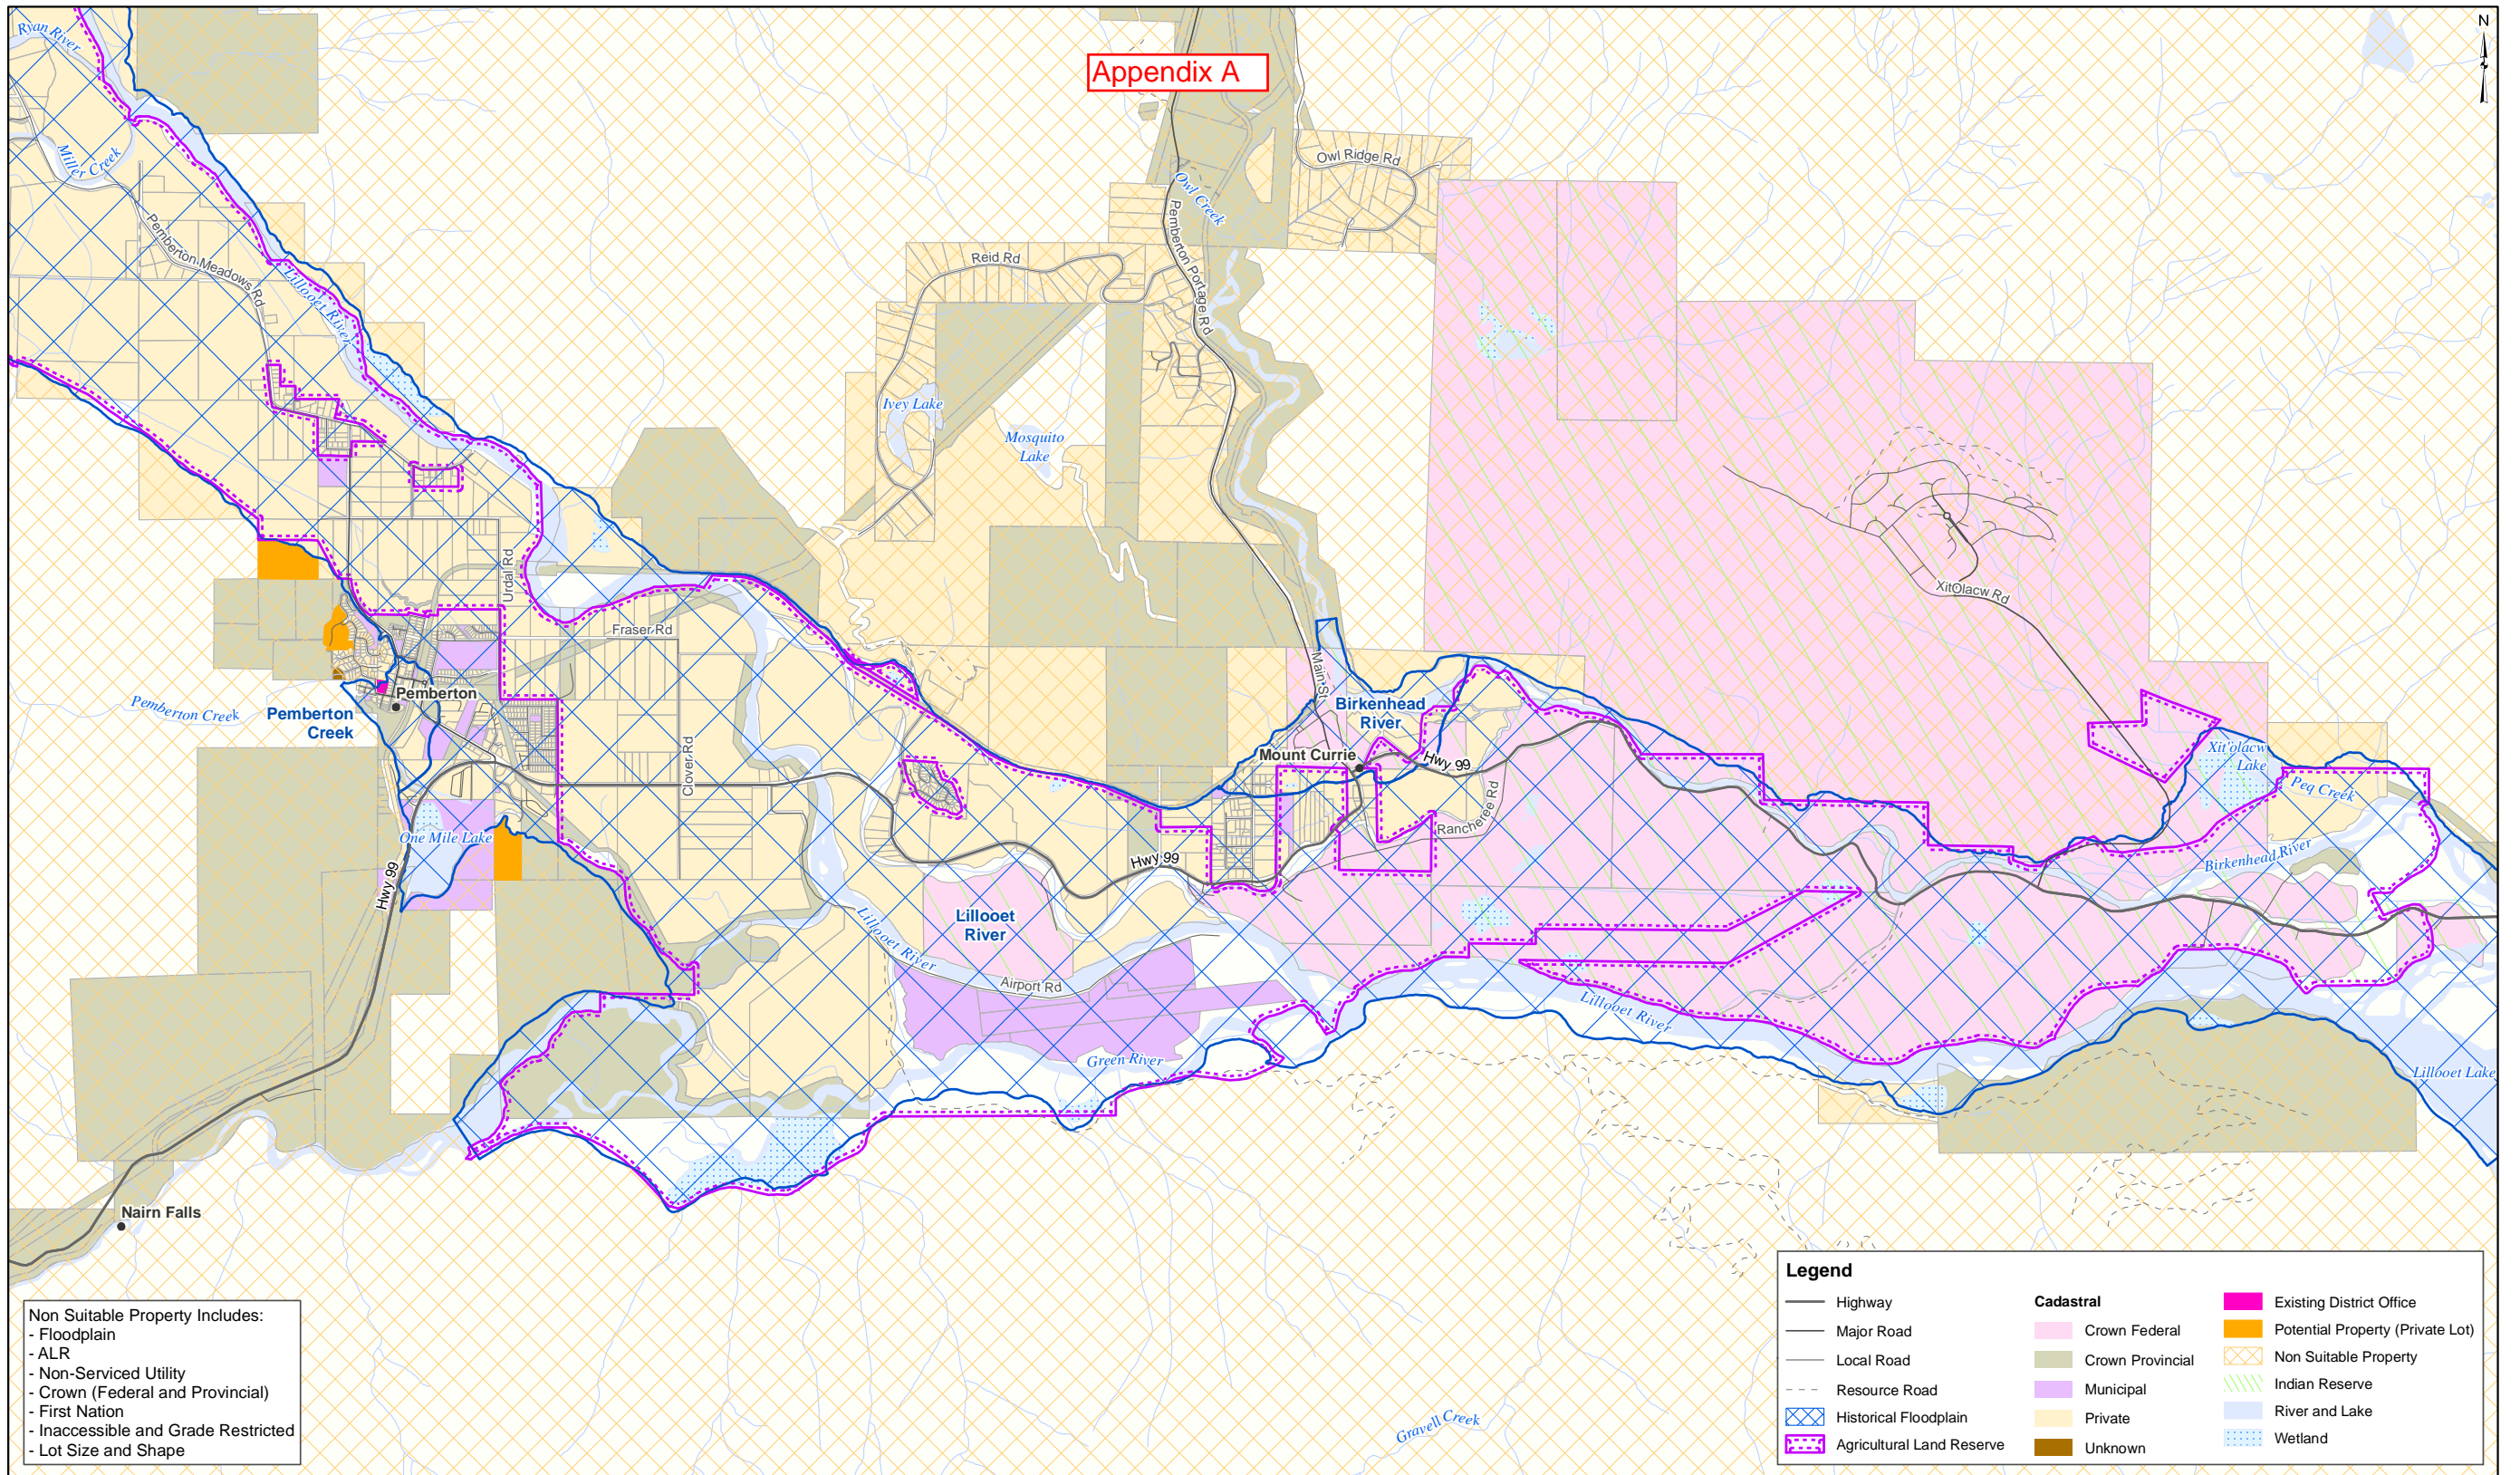 Appendix A
N
Ryan River
Miller Creek
Pemberton Meadows Rd
Lillooet River
Owl Ridge Rd
Owl Creek
Pemberton Portage Rd
Reid Rd
Ivey Lake
Mosquito
Lake
Urdal Rd
Fraser Rd
Clover Rd
Pemberton
Pemberton Creek
Pemberton
Creek
One Mile Lake
Hwy 99
Main St
Birkenhead
River
Mount Currie
Hwy 99
Rancheree Rd
Hwy 99
XitOlacw Rd
Xit'olacw
Lake
Peq Creek
Birkenhead River
Lillooet
River
Lillooet River
Airport Rd
Green River
Lillooet River
Lillooet Lake
Nairn Falls
Gravell Creek
Non Suitable Property Includes:
- Floodplain
- ALR
- Non-Serviced Utility
- Crown (Federal and Provincial)
- First Nation
- Inaccessible and Grade Restricted
- Lot Size and Shape
Legend
Highway
Major Road
Local Road
Resource Road
Historical Floodplain
Agricultural Land Reserve
Cadastral
Crown Federal
Crown Provincial
Municipal
Private
Unknown
Existing District Office
Potential Property (Private Lot)
Non Suitable Property
Indian Reserve
River and Lake
Wetland